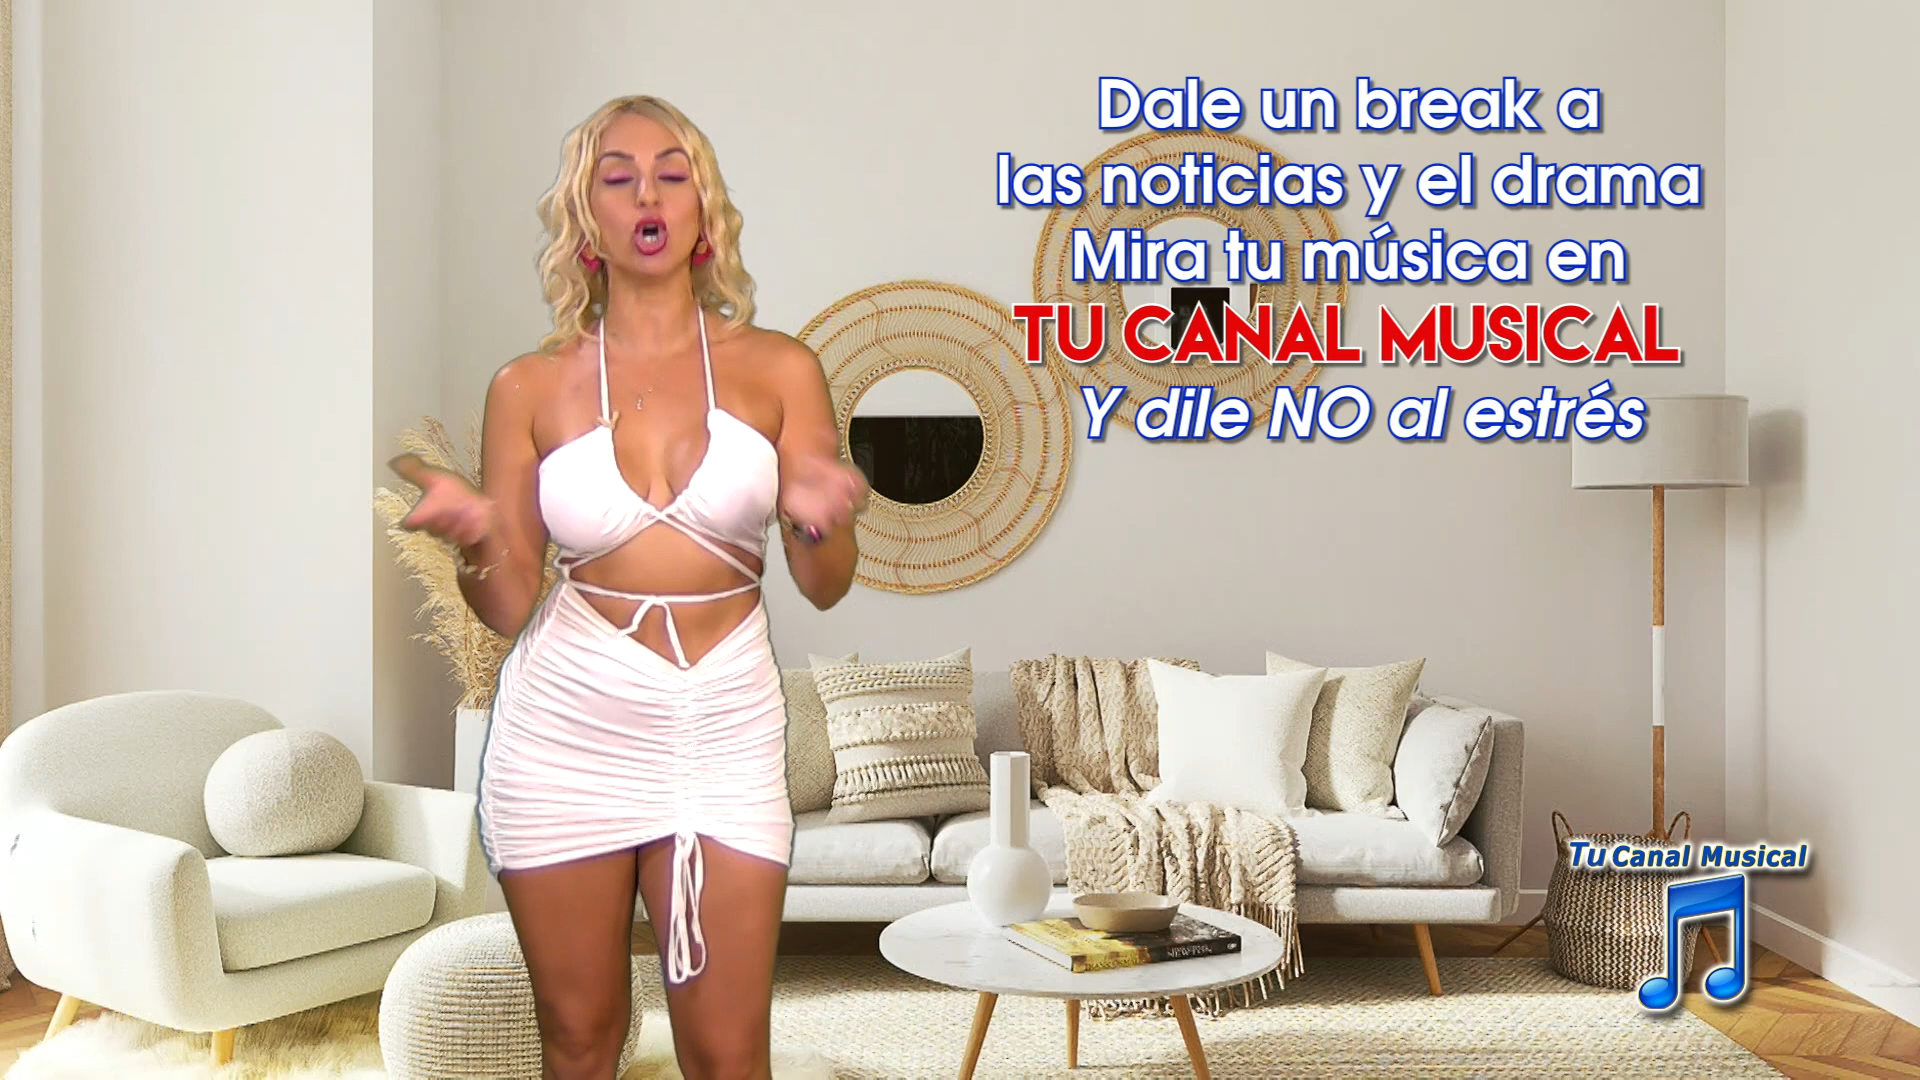 Dale un break a
las noticias y el drama
Mira tu música en
TU CANAL MUSICAL
Y dile NO al estrés
Tu Canal Musical